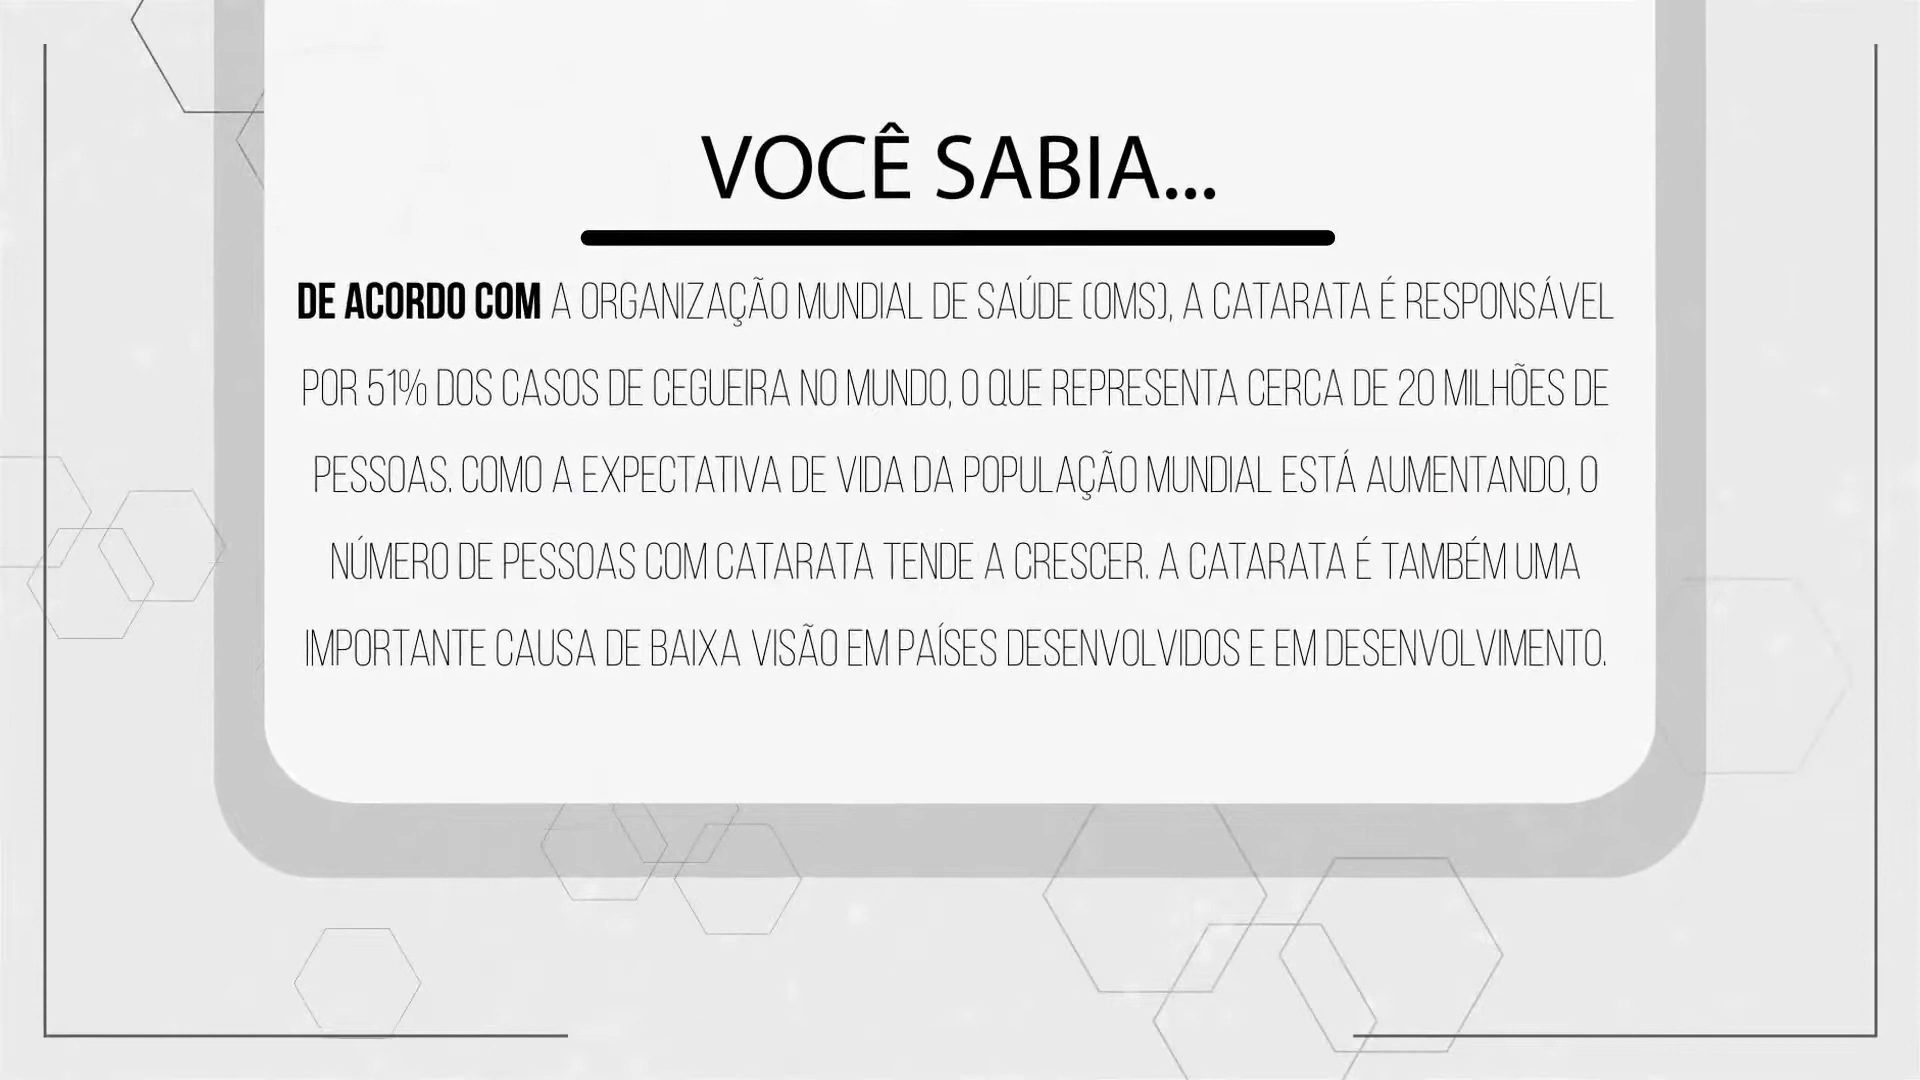 VOCÊ SABIA...
DE ACORDO COM A ORGANIZAÇÃO MUNDIAL DE SAÚDE (OMS), A CATARATA É RESPONSÁVEL
POR 51% DOS CASOS DE CEGUEIRA NO MUNDO, O QUE REPRESENTA CERCA DE 20 MILHÕES DE
PESSOAS. COMO A EXPECTATIVA DE VIDA DA POPULAÇÃO MUNDIAL ESTÁ AUMENTANDO, O
NÚMERO DE PESSOAS COM CATARATA TENDE A CRESCER. A CATARATA É TAMBÉM UMA
IMPORTANTE CAUSA DE BAIXA VISÃO EM PAÍSES DESENVOLVIDOS E EM DESENVOLVIMENTO.